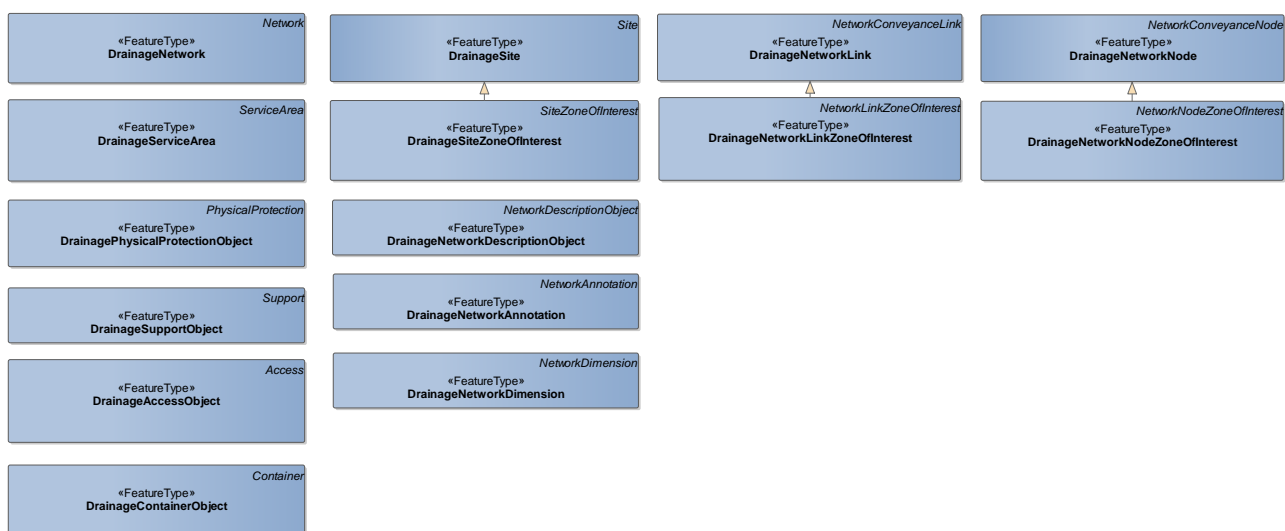 Network
«FeatureType»
DrainageNetwork
Site
«FeatureType»
DrainageSite
NetworkConveyanceLink
«FeatureType»
DrainageNetworkLink
NetworkConveyanceNode
«FeatureType»
DrainageNetworkNode
ServiceArea
«FeatureType»
DrainageServiceArea
SiteZoneOfInterest
«FeatureType»
DrainageSiteZoneOfInterest
NetworkLinkZoneOfInterest
«FeatureType»
DrainageNetworkLinkZoneOfInterest
NetworkNodeZoneOfInterest
«FeatureType»
DrainageNetworkNodeZoneOfInterest
PhysicalProtection
«FeatureType»
DrainagePhysicalProtectionObject
NetworkDescriptionObject
«FeatureType»
DrainageNetworkDescriptionObject
Support
«FeatureType»
DrainageSupportObject
NetworkAnnotation
«FeatureType»
DrainageNetworkAnnotation
Access
«FeatureType»
DrainageAccessObject
NetworkDimension
«FeatureType»
DrainageNetworkDimension
Container
«FeatureType»
DrainageContainerObject